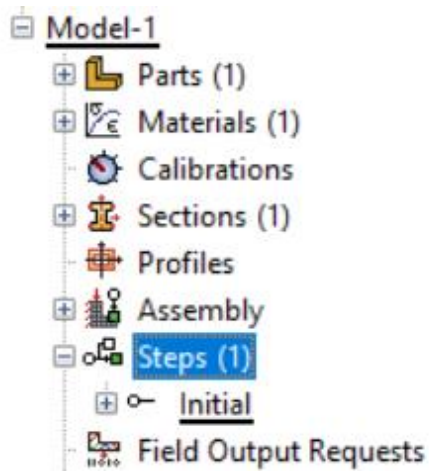 Model-1
Parts (1)
Materials (1)
Calibrations
Sections (1)
Profiles
Assembly
Steps (1)
Initial
Field Output Requests